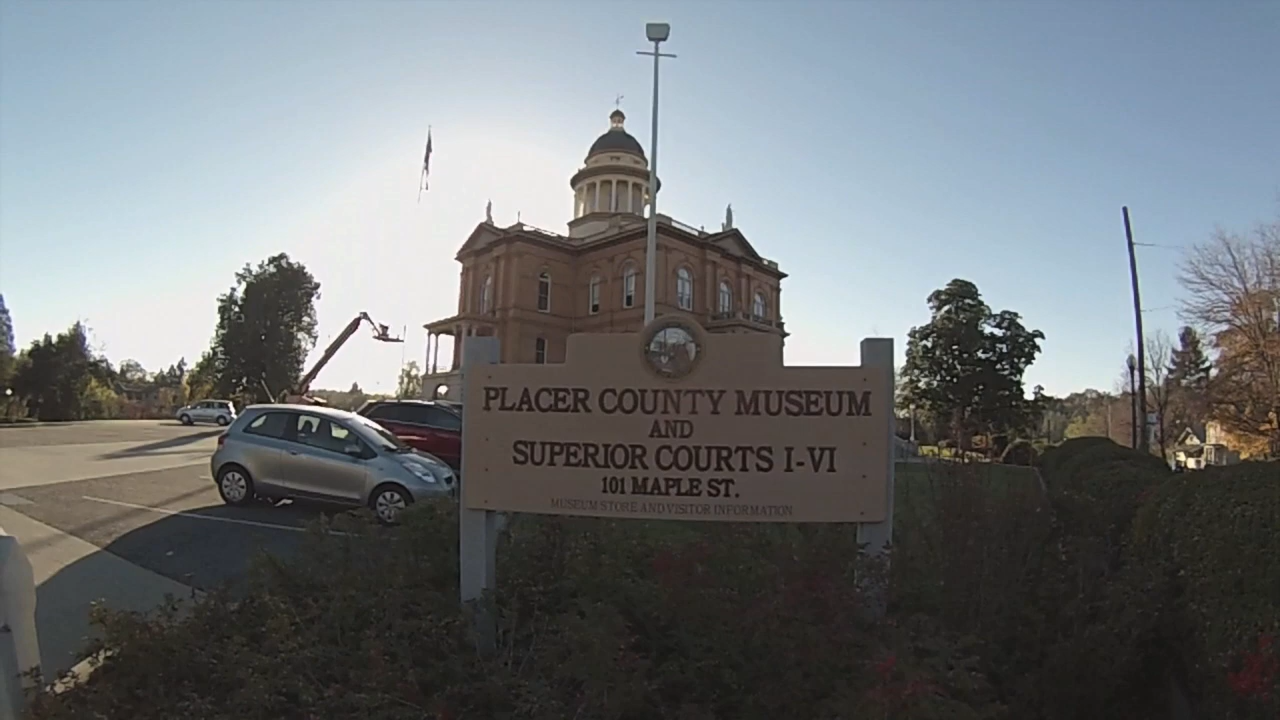 PLACER COUNTY MUSEUM
AND
SUPERIOR COURTS I-VI
101 MAPLE ST.
MUSEUM STORE AND VISITOR INFORMATION